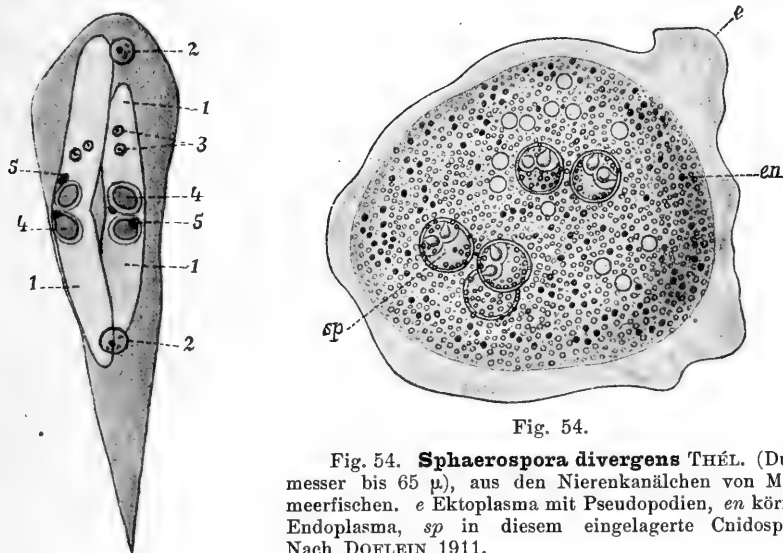 2
1
3
5
4
4
5
1
1
2
e
en
sp
Fig. 54.
Fig. 54. Sphaerospora divergens THÉL. (Du
messer bis 65 μ), aus den Nierenkanälchen von M
meerfischen. e Ektoplasma mit Pseudopodien, en körn
Endoplasma, sp in diesem eingelagerte Cnidosp
Nach DOFLEIN 1911.